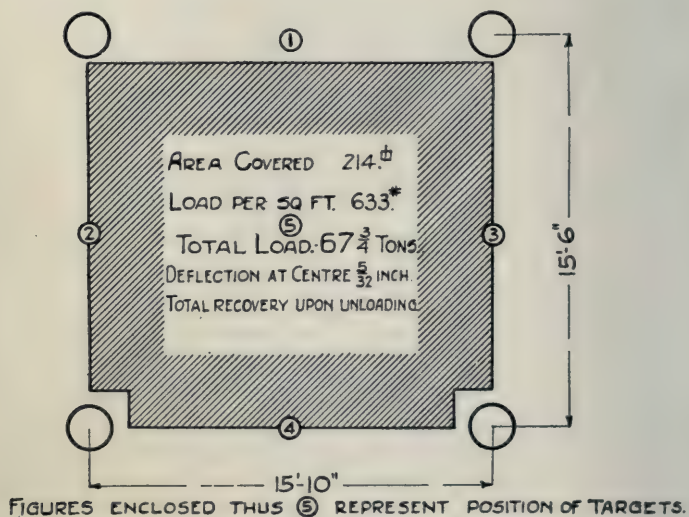 ①
AREA COVERED 214.⏍
LOAD PER SQ FT. 633.#
⑤
② TOTAL LOAD.-67 3/4 TONS. ③
DEFLECTION AT CENTRE 5/32 INCH.
TOTAL RECOVERY UPON UNLOADING.
15'-6"
④
15'-10"
FIGURES ENCLOSED THUS ⑤ REPRESENT POSITION OF TARGETS.